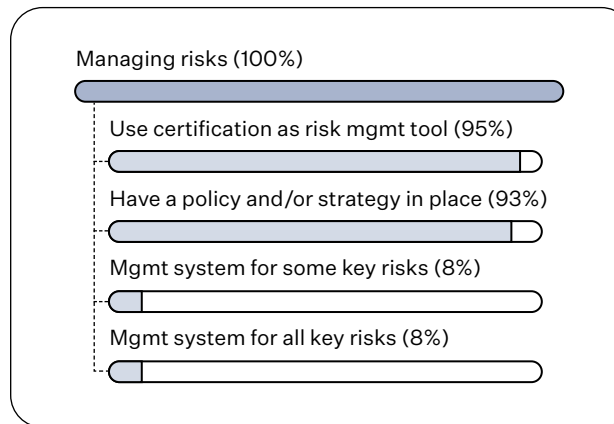 Managing risks (100%)
Use certification as risk mgmt tool (95%)
Have a policy and/or strategy in place (93%)
Mgmt system for some key risks (8%)
Mgmt system for all key risks (8%)